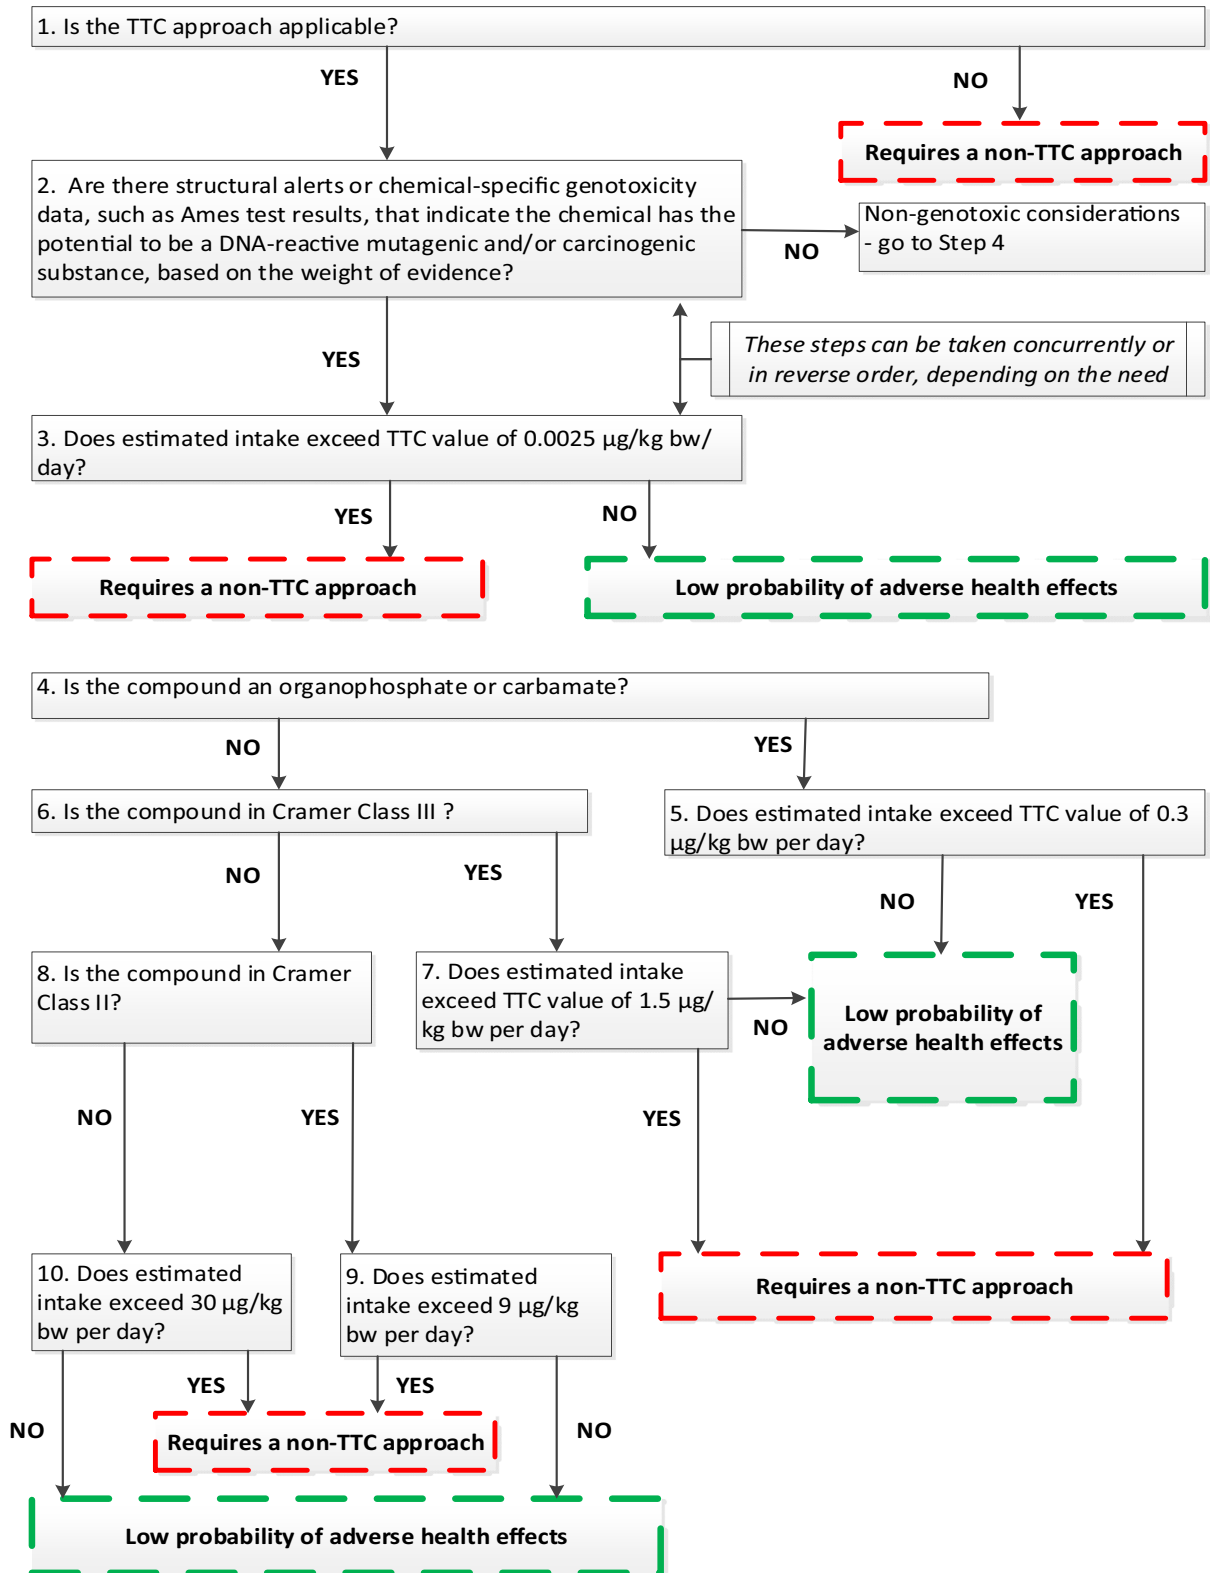 1. Is the TTC approach applicable?
YES
NO
Requires a non-TTC approach
2.  Are there structural alerts or chemical-specific genotoxicity
data, such as Ames test results, that indicate the chemical has the
potential to be a DNA-reactive mutagenic and/or carcinogenic
substance, based on the weight of evidence?
NO
Non-genotoxic considerations
- go to Step 4
YES
These steps can be taken concurrently or
in reverse order, depending on the need
3. Does estimated intake exceed TTC value of 0.0025 µg/kg bw/
day?
YES
NO
Requires a non-TTC approach
Low probability of adverse health effects
4. Is the compound an organophosphate or carbamate?
NO
YES
6. Is the compound in Cramer Class III ?
5. Does estimated intake exceed TTC value of 0.3
µg/kg bw per day?
NO
YES
NO
YES
8. Is the compound in Cramer
Class II?
7. Does estimated intake
exceed TTC value of 1.5 µg/
kg bw per day?
NO
Low probability of
adverse health effects
NO
YES
YES
10. Does estimated
intake exceed 30 µg/kg
bw per day?
9. Does estimated
intake exceed 9 µg/kg
bw per day?
Requires a non-TTC approach
YES
YES
NO
NO
Requires a non-TTC approach
Low probability of adverse health effects